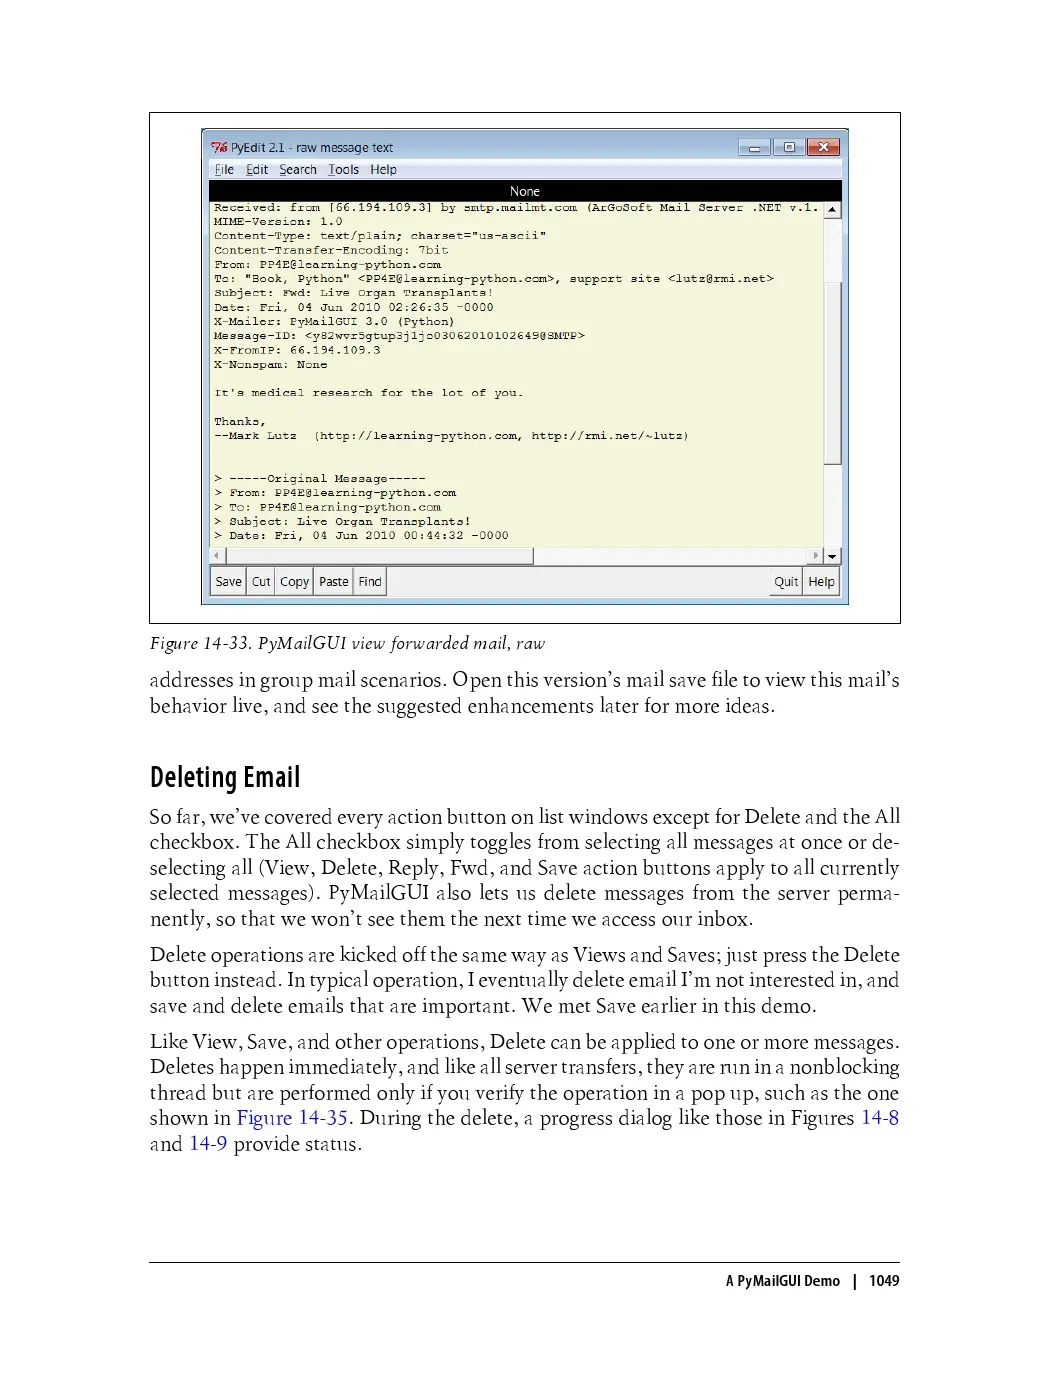 PyEdit 2.1 - raw message text
File Edit Search Tools Help
None
Received: from [66.194.109.3] by smtp.mailmt.com (ArGoSoft Mail Server .NET v.1.
MIME-Version: 1.0
Content-Type: text/plain; charset="us-ascii"
Content-Transfer-Encoding: 7bit
From: PP4E@learning-python.com
To: "Book, Python" <PP4E@learning-python.com>, support site <lutz@rmi.net>
Subject: Fwd: Live Organ Transplants!
Date: Fri, 04 Jun 2010 02:26:35 -0000
X-Mailer: PyMailGUI 3.0 (Python)
Message-ID: <y82wvr5gtup3j1jo03062010102649@SMTP>
X-FromIP: 66.194.109.3
X-Nonspam: None
It's medical research for the lot of you.
Thanks,
--Mark Lutz (http://learning-python.com, http://rmi.net/~lutz)
> -----Original Message-----
> From: PP4E@learning-python.com
> To: PP4E@learning-python.com
> Subject: Live Organ Transplants!
> Date: Fri, 04 Jun 2010 00:44:32 -0000
Save Cut Copy Paste Find Quit Help
Figure 14-33. PyMailGUI view forwarded mail, raw
addresses in group mail scenarios. Open this version’s mail save file to view this mail’s
behavior live, and see the suggested enhancements later for more ideas.
Deleting Email
So far, we’ve covered every action button on list windows except for Delete and the All
checkbox. The All checkbox simply toggles from selecting all messages at once or de-
selecting all (View, Delete, Reply, Fwd, and Save action buttons apply to all currently
selected messages). PyMailGUI also lets us delete messages from the server perma-
nently, so that we won’t see them the next time we access our inbox.
Delete operations are kicked off the same way as Views and Saves; just press the Delete
button instead. In typical operation, I eventually delete email I’m not interested in, and
save and delete emails that are important. We met Save earlier in this demo.
Like View, Save, and other operations, Delete can be applied to one or more messages.
Deletes happen immediately, and like all server transfers, they are run in a nonblocking
thread but are performed only if you verify the operation in a pop up, such as the one
shown in Figure 14-35. During the delete, a progress dialog like those in Figures 14-8
and 14-9 provide status.
A PyMailGUI Demo | 1049